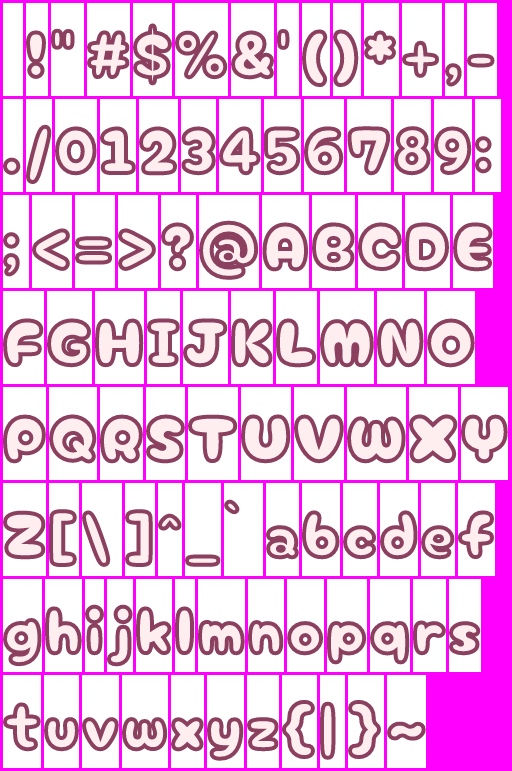 !"#$%&'()*+,-
./0123456789:
;<=>?@ABCDE
FGHIJKLMNO
PQRSTUVWXY
Z[\]^_`abcdef
ghijklmnopqrs
tuvwxyz{|}~